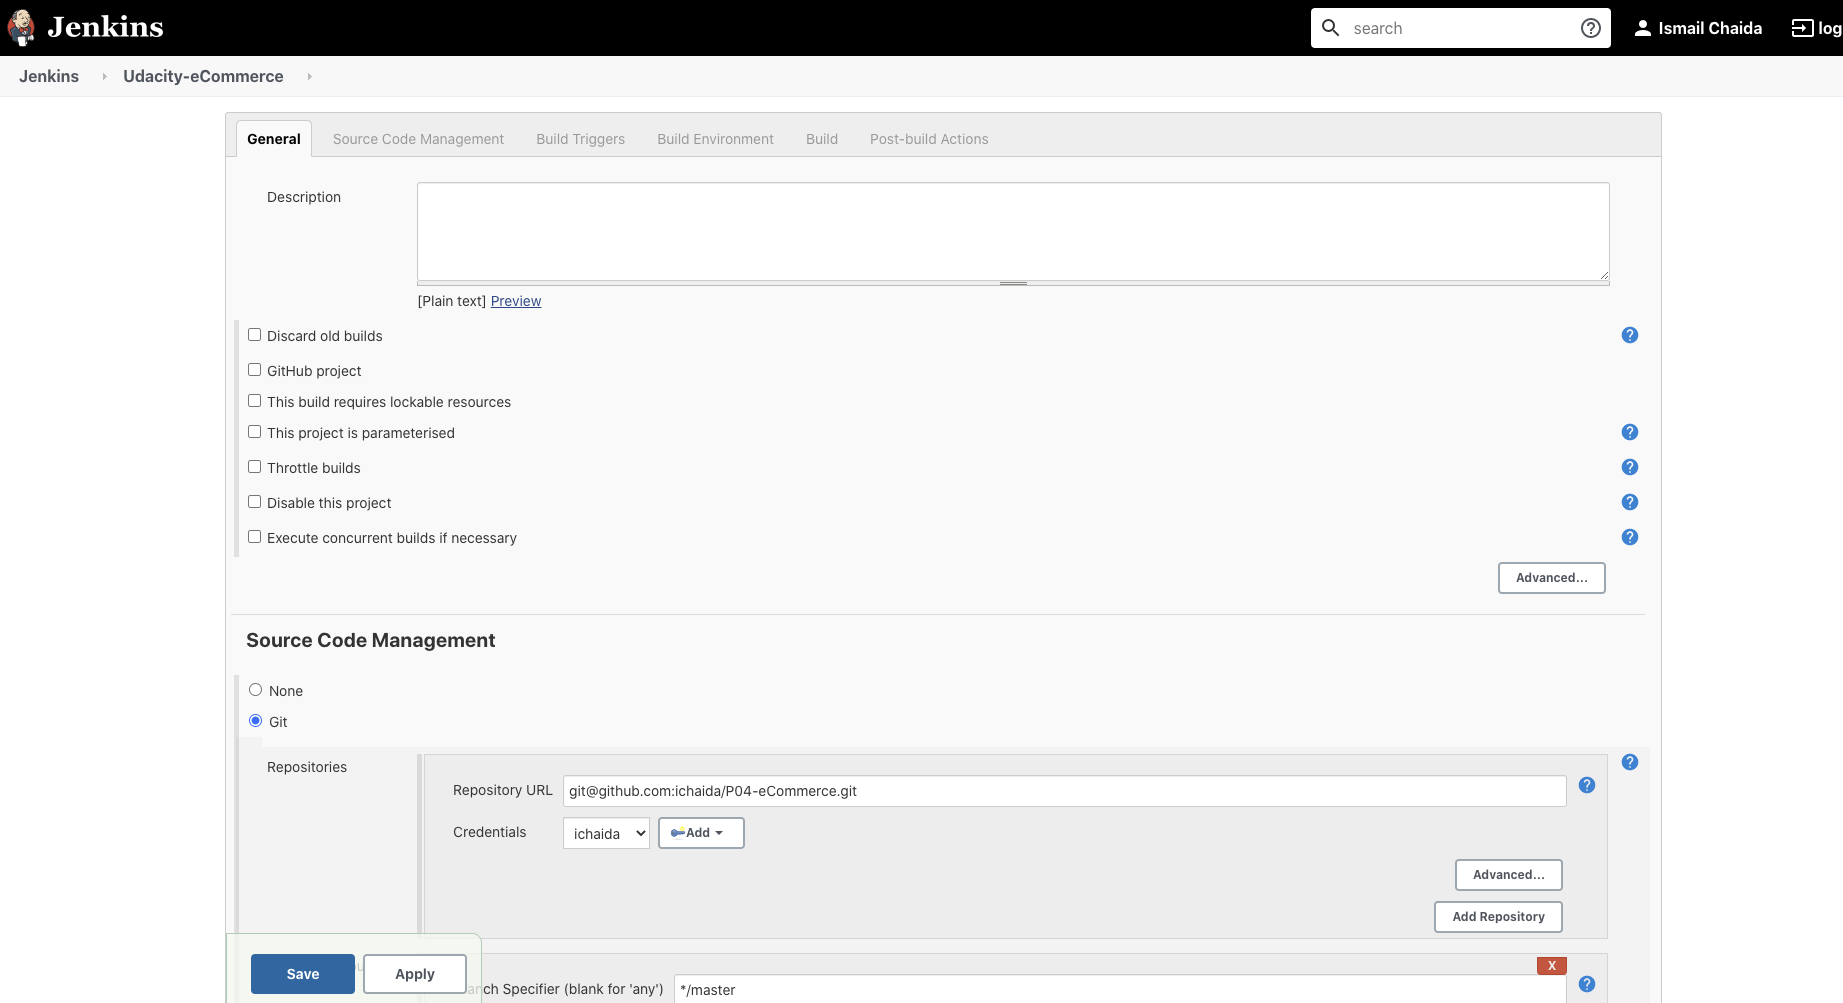 Jenkins
search
Ismail Chaida
log
Jenkins
Udacity-eCommerce
General
Source Code Management
Build Triggers
Build Environment
Build
Post-build Actions
Description
[Plain text] Preview
Discard old builds
GitHub project
This build requires lockable resources
This project is parameterised
Throttle builds
Disable this project
Execute concurrent builds if necessary
Advanced...
Source Code Management
None
Git
Repositories
Repository URL
git@github.com:ichaida/P04-eCommerce.git
Credentials
ichaida
Add
Advanced...
Add Repository
Save
Apply
X
nch Specifier (blank for 'any')
*/master